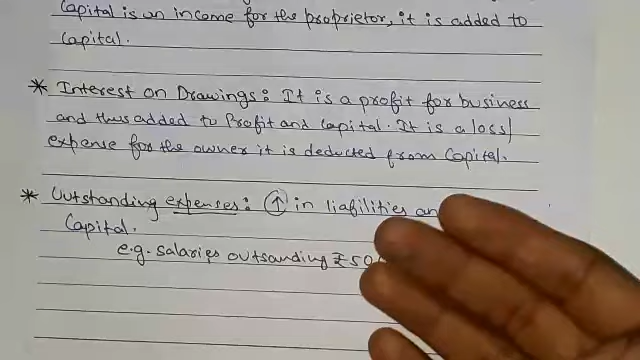 Capital is an income for the proprietor, it is added to
Capital.
* Interest on Drawings: It is a profit for business
and thus added to Profit and Capital. It is a loss/
expense for the owner it is deducted from Capital.
* Outstanding expenses: ↑ in liabilities an
Capital.
e.g. salaries outsanding ₹50